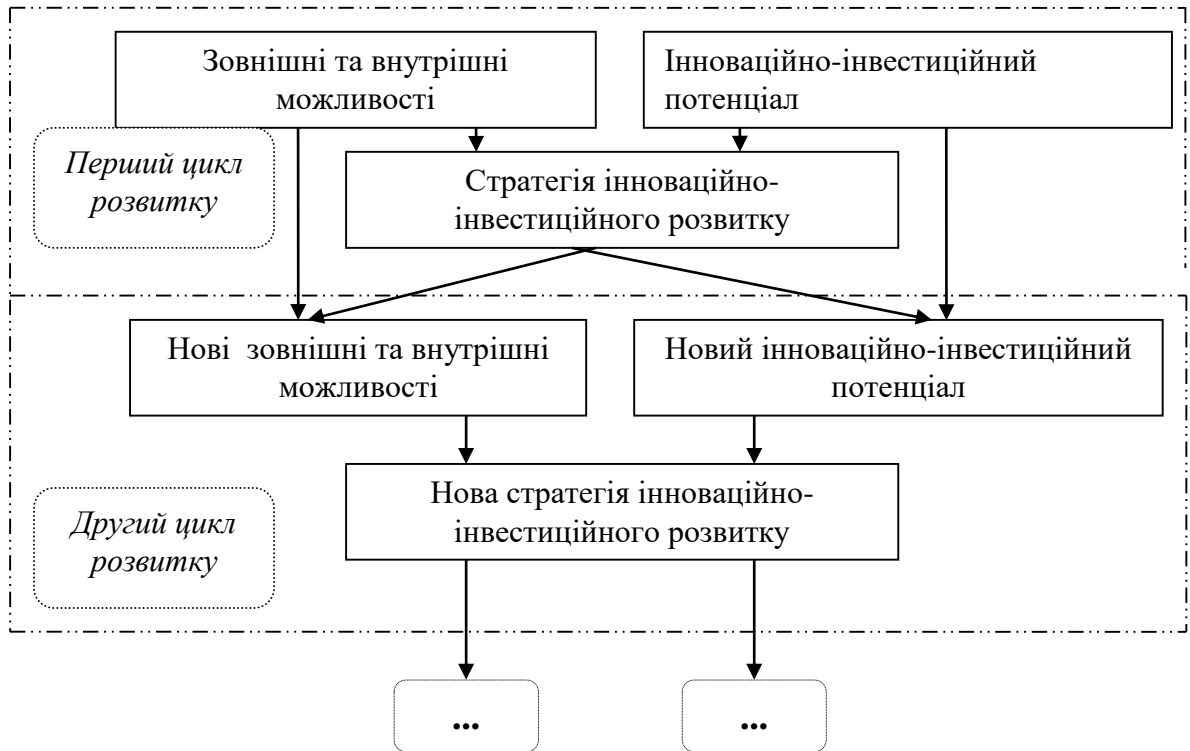 Зовнішні та внутрішні
можливості
Інноваційно-інвестиційний
потенціал
Перший цикл
розвитку
Стратегія інноваційно-
інвестиційного розвитку
Нові  зовнішні та внутрішні
можливості
Новий інноваційно-інвестиційний
потенціал
Нова стратегія інноваційно-
інвестиційного розвитку
Другий цикл
розвитку
...
...